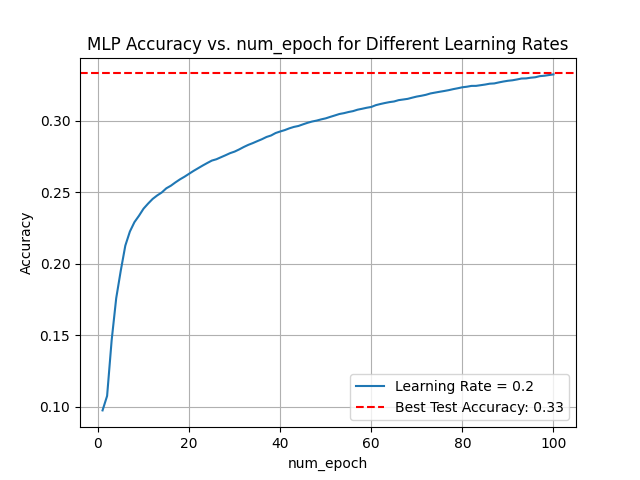 MLP Accuracy vs. num_epoch for Different Learning Rates
Accuracy
0.30
0.25
0.20
0.15
0.10
0
20
40
60
80
100
num_epoch
Learning Rate = 0.2
Best Test Accuracy: 0.33